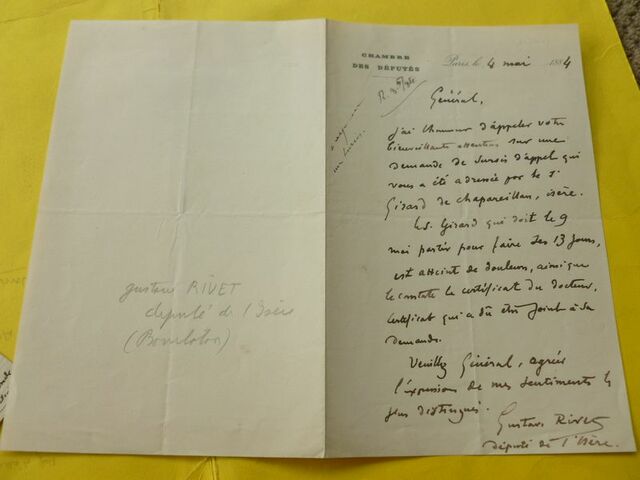 gustave RIVET
député de l'Isère
CHAMBRE
DES DÉPUTÉS
Paris, le 4 mai 1884
Général,
j'ai l'honneur d'appeler votre
bienveillante attention sur une
demande de sursis d'appel qui
vous a été adressée par le Sr
Girard de chapareillan, isère.
Le S. Girard qui doit le 9
mai partir pour faire ses 13 jours,
est atteint de douleurs, ainsi que
le constate le certificat du docteur,
certificat qui a dû être joint à sa
demande.
Veuillez Général, agréer
l'expression de mes sentiments les
plus distingués.
Gustave Rivet
député de l'Isère.